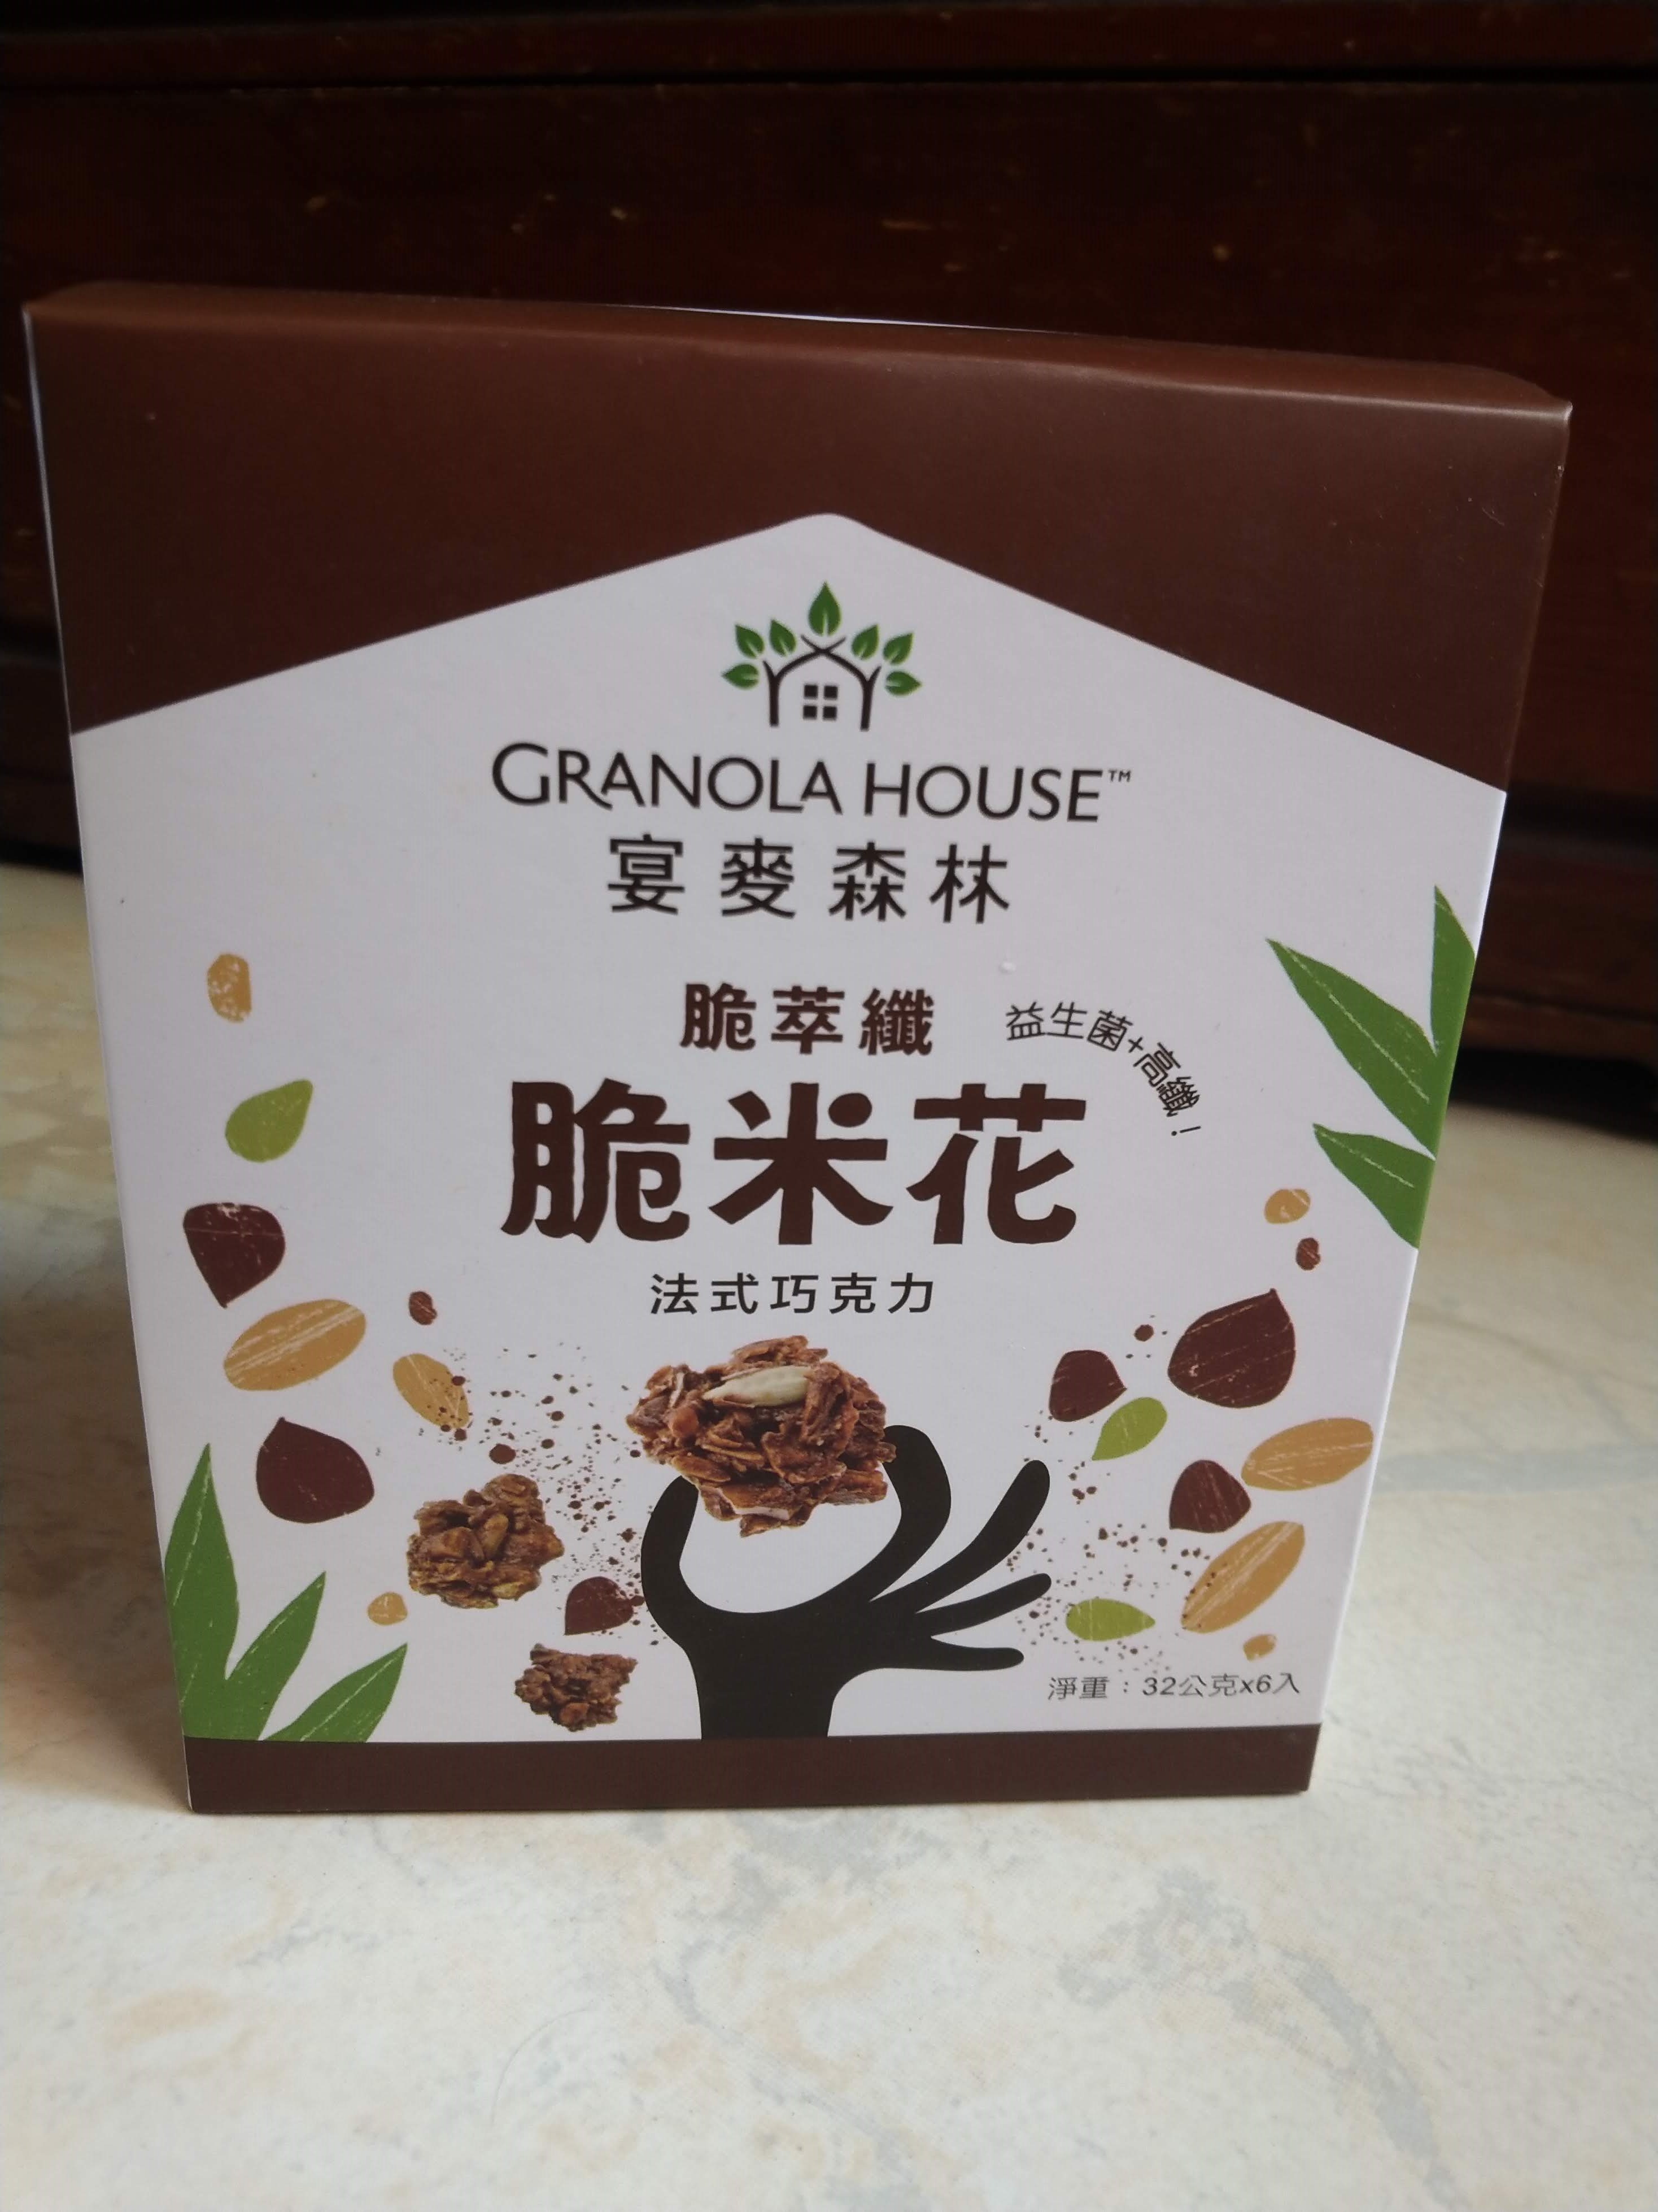 GRANOLA HOUSE™
宴麥森林
脆萃纖
益生菌+高纖！
脆米花
法式巧克力
淨重：32公克x6入